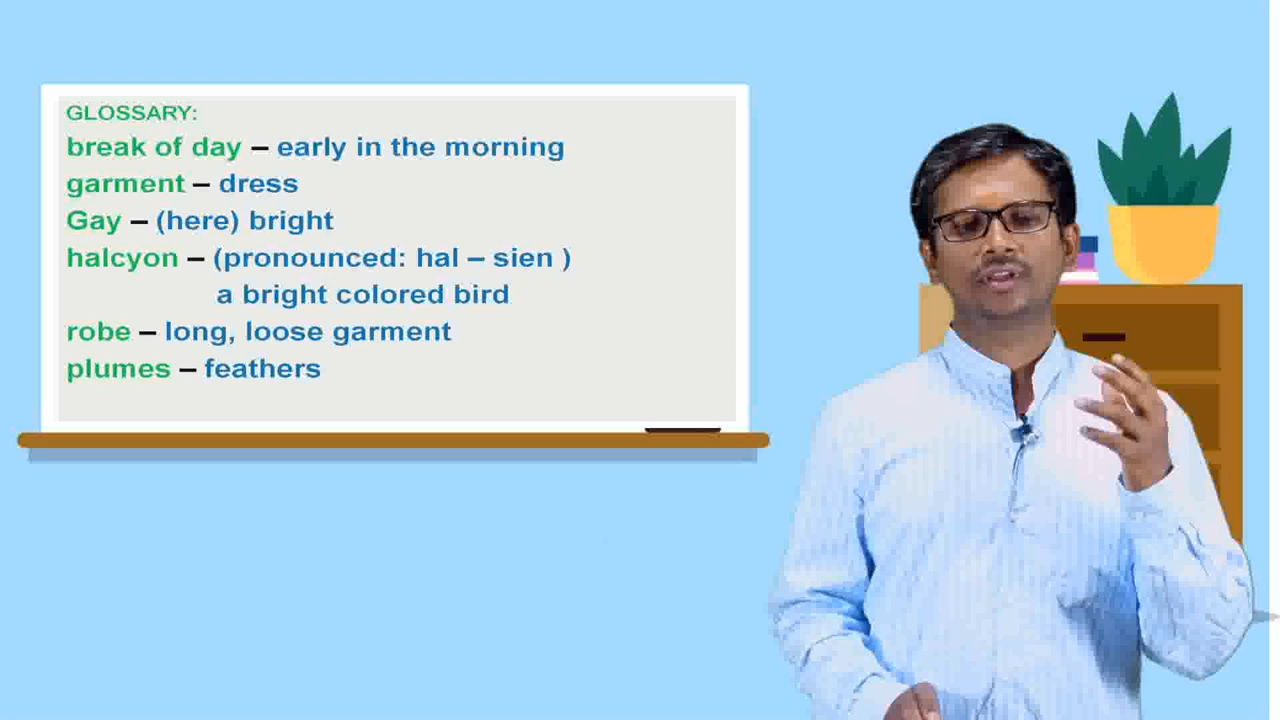 GLOSSARY:
break of day – early in the morning
garment – dress
Gay – (here) bright
halcyon – (pronounced: hal – sien )
a bright colored bird
robe – long, loose garment
plumes – feathers